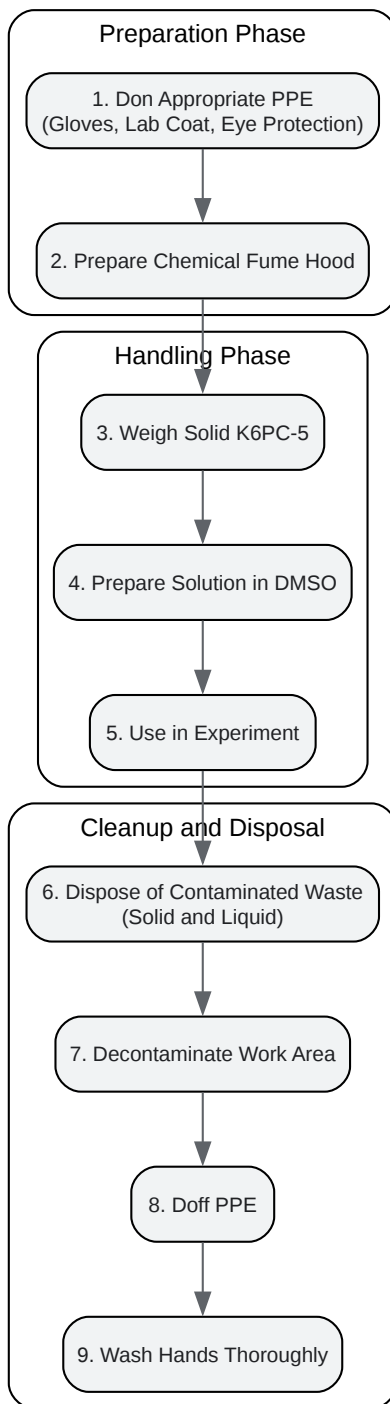 Preparation Phase
1. Don Appropriate PPE
(Gloves, Lab Coat, Eye Protection)
2. Prepare Chemical Fume Hood
Handling Phase
3. Weigh Solid K6PC-5
4. Prepare Solution in DMSO
5. Use in Experiment
Cleanup and Disposal
6. Dispose of Contaminated Waste
(Solid and Liquid)
7. Decontaminate Work Area
8. Doff PPE
9. Wash Hands Thoroughly